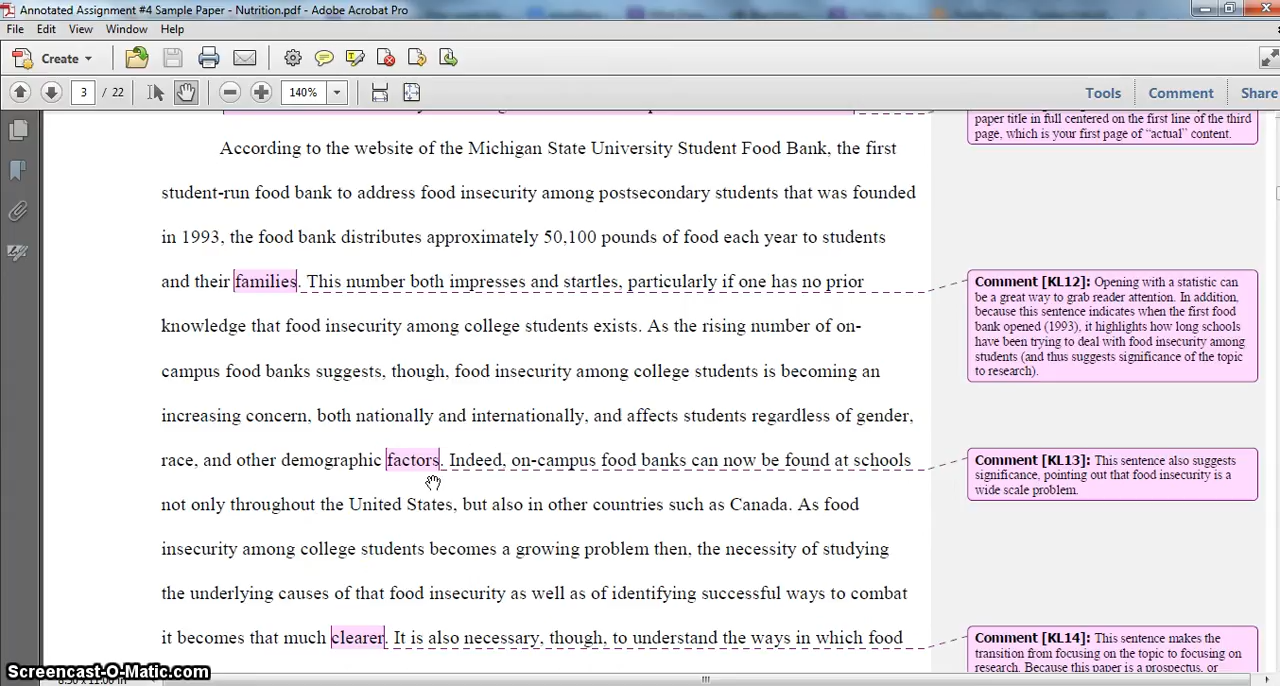 Annotated Assignment #4 Sample Paper - Nutrition.pdf - Adobe Acrobat Pro
File Edit View Window Help
Create
3 / 22 140% Tools Comment Share
paper title in full centered on the first line of the third
page, which is your first page of “actual” content.
According to the website of the Michigan State University Student Food Bank, the first
student-run food bank to address food insecurity among postsecondary students that was founded
in 1993, the food bank distributes approximately 50,100 pounds of food each year to students
and their families. This number both impresses and startles, particularly if one has no prior
knowledge that food insecurity among college students exists. As the rising number of on-
campus food banks suggests, though, food insecurity among college students is becoming an
increasing concern, both nationally and internationally, and affects students regardless of gender,
race, and other demographic factors. Indeed, on-campus food banks can now be found at schools
not only throughout the United States, but also in other countries such as Canada. As food
insecurity among college students becomes a growing problem then, the necessity of studying
the underlying causes of that food insecurity as well as of identifying successful ways to combat
it becomes that much clearer. It is also necessary, though, to understand the ways in which food
Comment [KL12]: Opening with a statistic can
be a great way to grab reader attention. In addition,
because this sentence indicates when the first food
bank opened (1993), it highlights how long schools
have been trying to deal with food insecurity among
students (and thus suggests significance of the topic
to research).
Comment [KL13]: This sentence also suggests
significance, pointing out that food insecurity is a
wide scale problem.
Comment [KL14]: This sentence makes the
transition from focusing on the topic to focusing on
research. Because this paper is a prospectus, or
Screencast-O-Matic.com